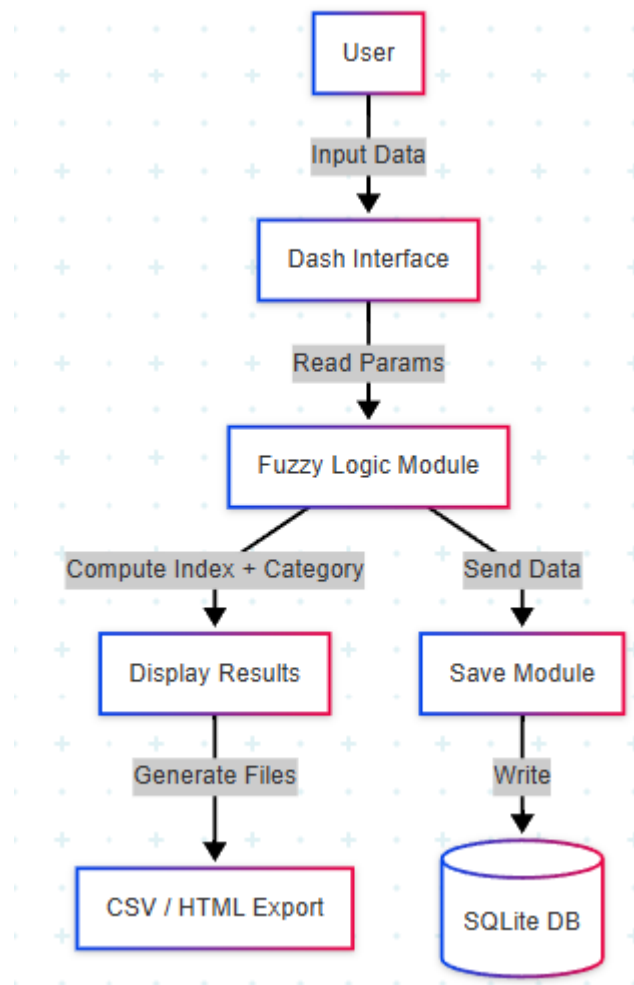 User
Input Data
Dash Interface
Read Params
Fuzzy Logic Module
Compute Index + Category
Send Data
Display Results
Save Module
Generate Files
Write
CSV / HTML Export
SQLite DB